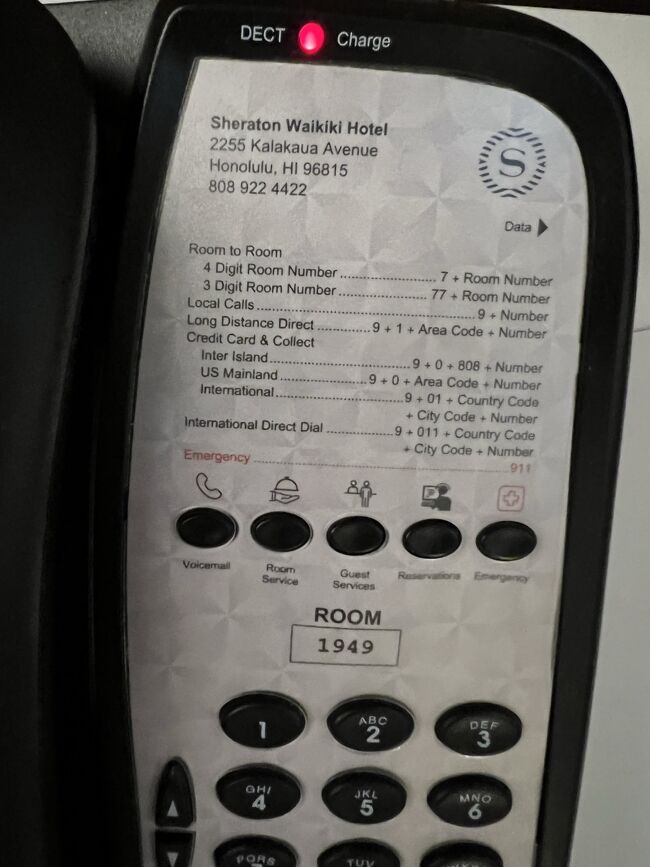 DECT Charge
Sheraton Waikiki Hotel
2255 Kalakaua Avenue
Honolulu, HI 96815
808 922 4422
S
Data
Room to Room
4 Digit Room Number ........................ 7 + Room Number
3 Digit Room Number ...................... 77 + Room Number
Local Calls ........................................................ 9 + Number
Long Distance Direct ............. 9 + 1 + Area Code + Number
Credit Card & Collect
Inter Island ................................... 9 + 0 + 808 + Number
US Mainland ...................... 9 + 0 + Area Code + Number
International ................................ 9 + 01 + Country Code
+ City Code + Number
International Direct Dial ................. 9 + 011 + Country Code
+ City Code + Number
Emergency ................................................................ 911
Voicemail Room Service Guest Services Reservations Emergency
ROOM
1949
1 ABC 2 DEF 3
GHI 4 JKL 5 MNO 6
PQRS TUV